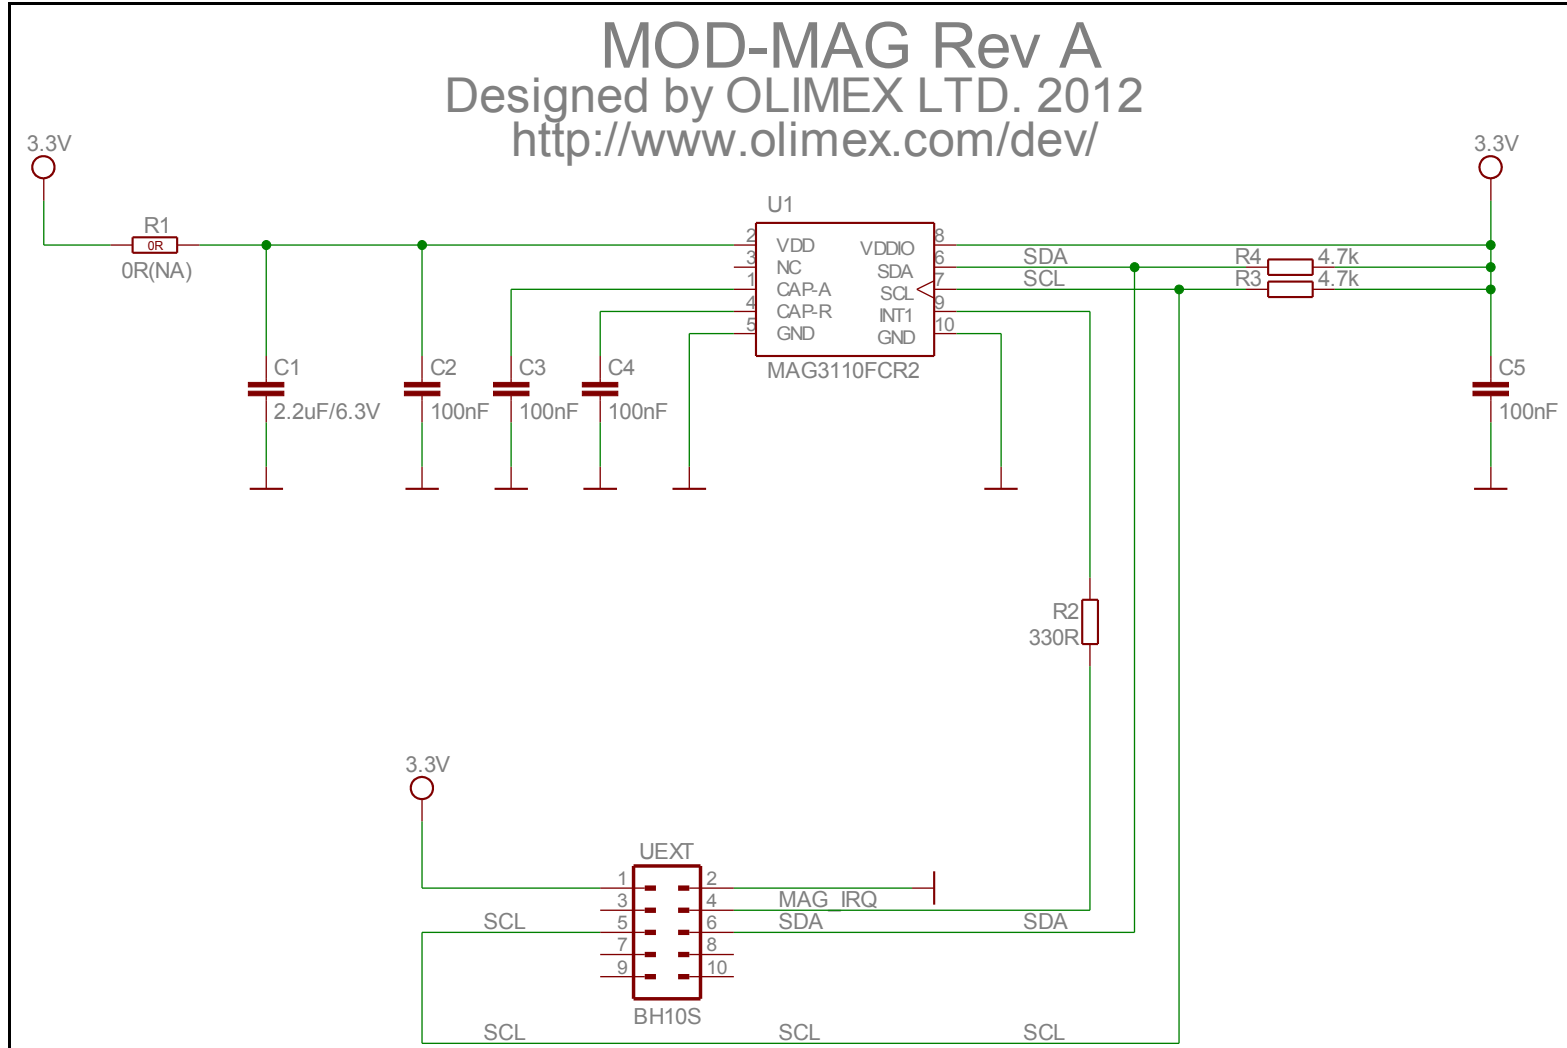 MOD-MAG Rev A
Designed by OLIMEX LTD. 2012
http://www.olimex.com/dev/
3.3V
3.3V
R1
0R
0R(NA)
U1
2 VDD
3 NC
1 CAP-A
4 CAP-R
5 GND
VDDIO 8
SDA 6
SCL 7
INT1 9
GND 10
MAG3110FCR2
SDA
SCL
R4 4.7k
R3 4.7k
C1
2.2uF/6.3V
C2
100nF
C3
100nF
C4
100nF
C5
100nF
R2
330R
3.3V
UEXT
1 2
3 4 MAG_IRQ
SCL 5 6 SDA SDA
7 8
9 10
BH10S
SCL SCL SCL